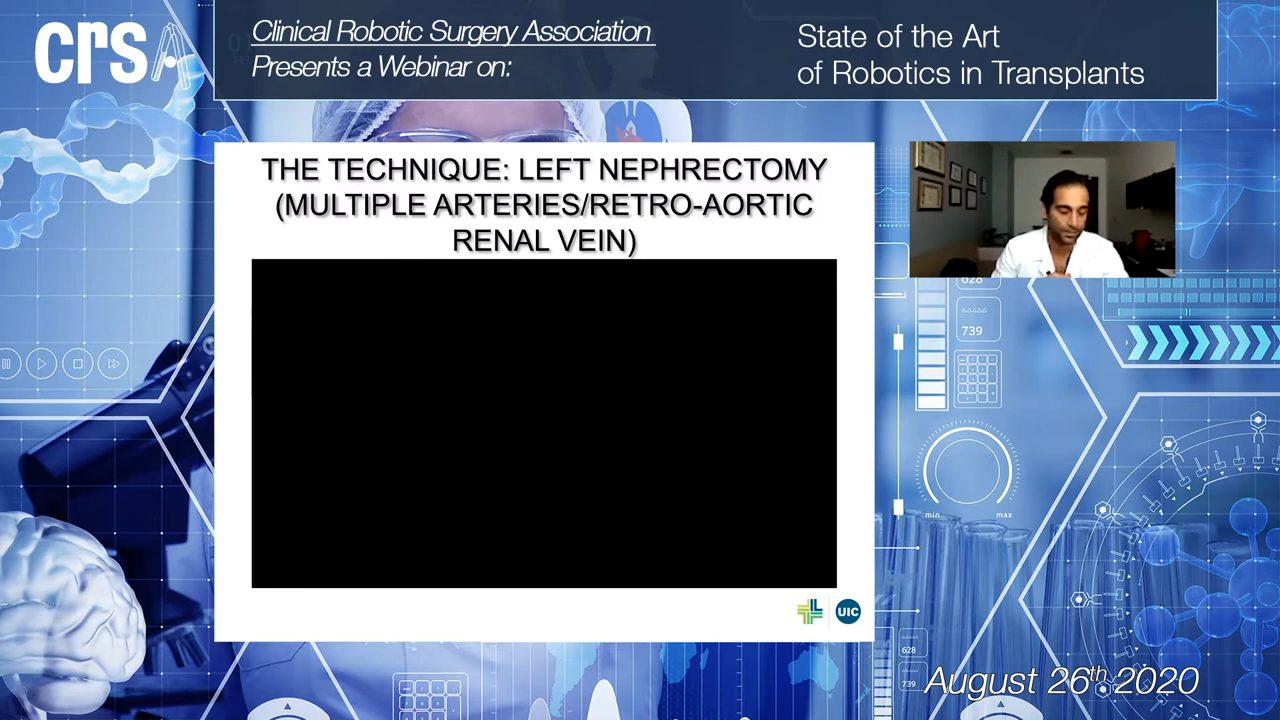 crsa
Clinical Robotic Surgery Association
Presents a Webinar on:
State of the Art
of Robotics in Transplants
THE TECHNIQUE: LEFT NEPHRECTOMY
(MULTIPLE ARTERIES/RETRO-AORTIC
RENAL VEIN)
739
min
max
UIC
628
739
August 26th 2020